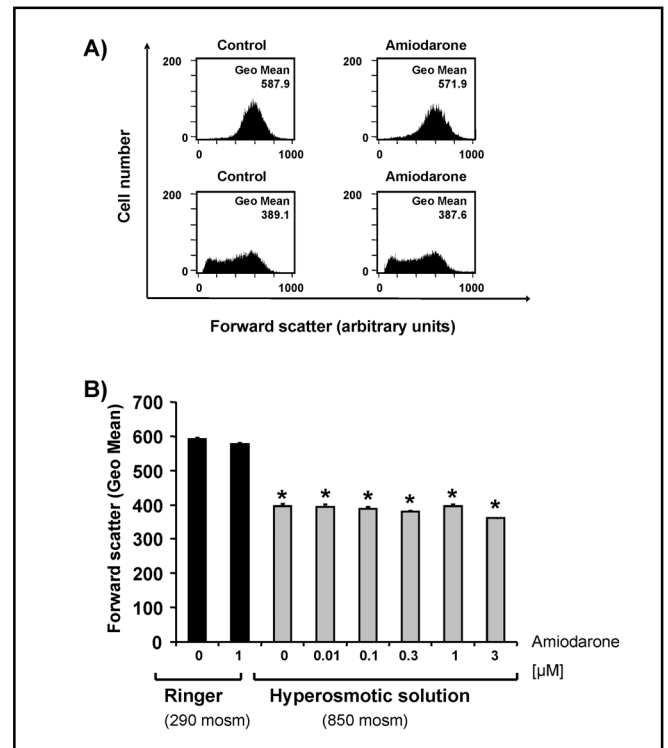 A)
Control Amiodarone
200 Geo Mean 587.9 200 Geo Mean 571.9
0 0
0 1000 0 1000
Control Amiodarone
200 Geo Mean 389.1 200 Geo Mean 387.6
0 0
0 1000 0 1000
Cell number
Forward scatter (arbitrary units)
B)
Forward scatter (Geo Mean)
700
600
500
400
300
200
100
0
* * * * * *
0 1 0 0.01 0.1 0.3 1 3
Amiodarone
[µM]
Ringer Hyperosmotic solution
(290 mosm) (850 mosm)